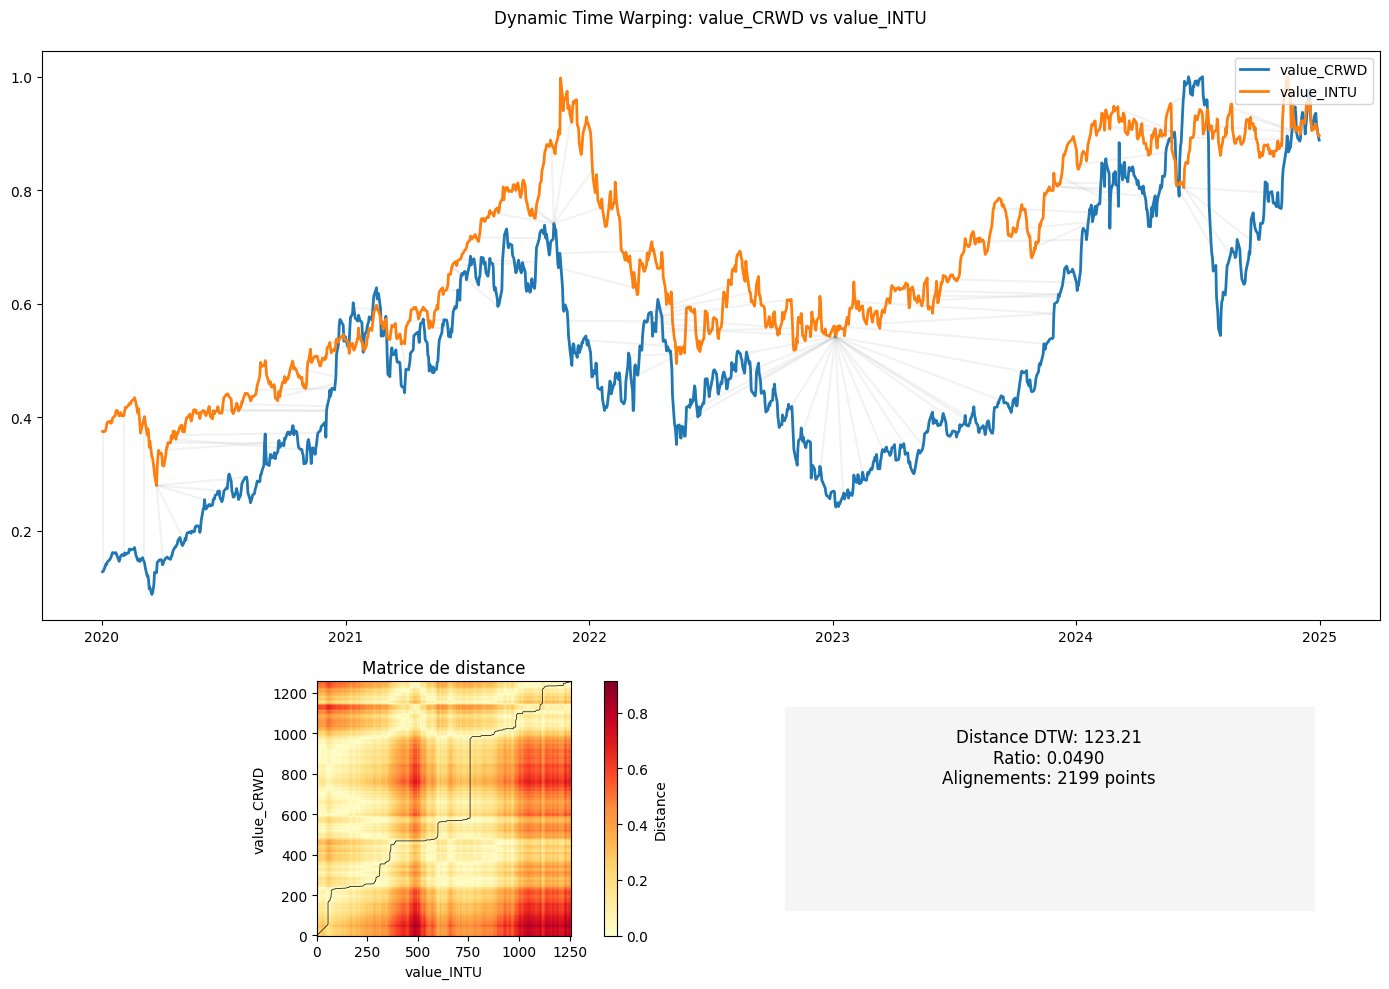 Dynamic Time Warping: value_CRWD vs value_INTU
1.0
0.8
0.6
0.4
0.2
value_CRWD
value_INTU
2020 2021 2022 2023 2024 2025
Matrice de distance
value_CRWD
1200
1000
800
600
400
200
0
0 250 500 750 1000 1250
value_INTU
0.8
0.6
0.4
0.2
0.0
Distance
Distance DTW: 123.21
Ratio: 0.0490
Alignements: 2199 points